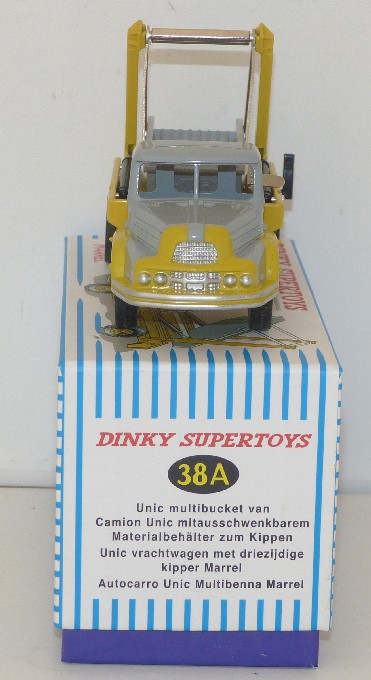 DINKY SUPERTOYS
38A
Unic multibucket van
Camion Unic mitausschwenkbarem
Materialbehälter zum Kippen
Unic vrachtwagen met driezijdige
kipper Marrel
Autocarro Unic Multibenna Marrel